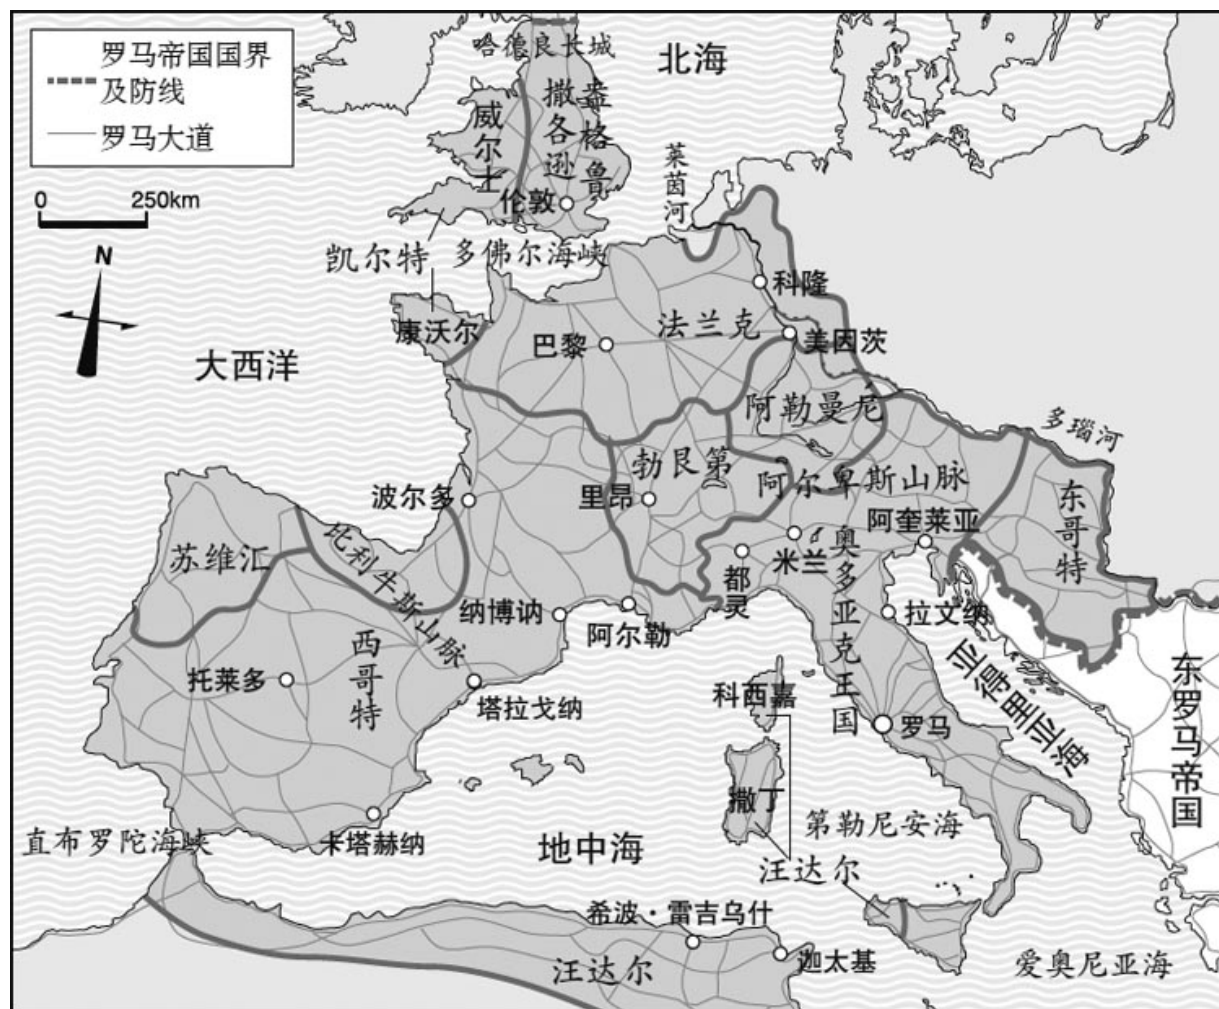 罗马帝国国界
及防线
罗马大道
0 250km
N
哈德良长城
北海
威尔士
撒各逊
盎格鲁
伦敦
莱茵河
凯尔特
多佛尔海峡
康沃尔
科隆
法兰克
巴黎
美因茨
大西洋
阿勒曼尼
多瑙河
勃艮第
阿尔卑斯山脉
波尔多
里昂
东哥特
阿奎莱亚
苏维汇
比利牛斯山脉
米兰
都灵
奥多亚克王国
纳博讷
阿尔勒
拉文纳
西哥特
托莱多
塔拉戈纳
科西嘉
罗马
亚得里亚海
东罗马帝国
撒丁
第勒尼安海
直布罗陀海峡
卡塔赫纳
地中海
汪达尔
希波·雷吉乌什
汪达尔
迦太基
爱奥尼亚海